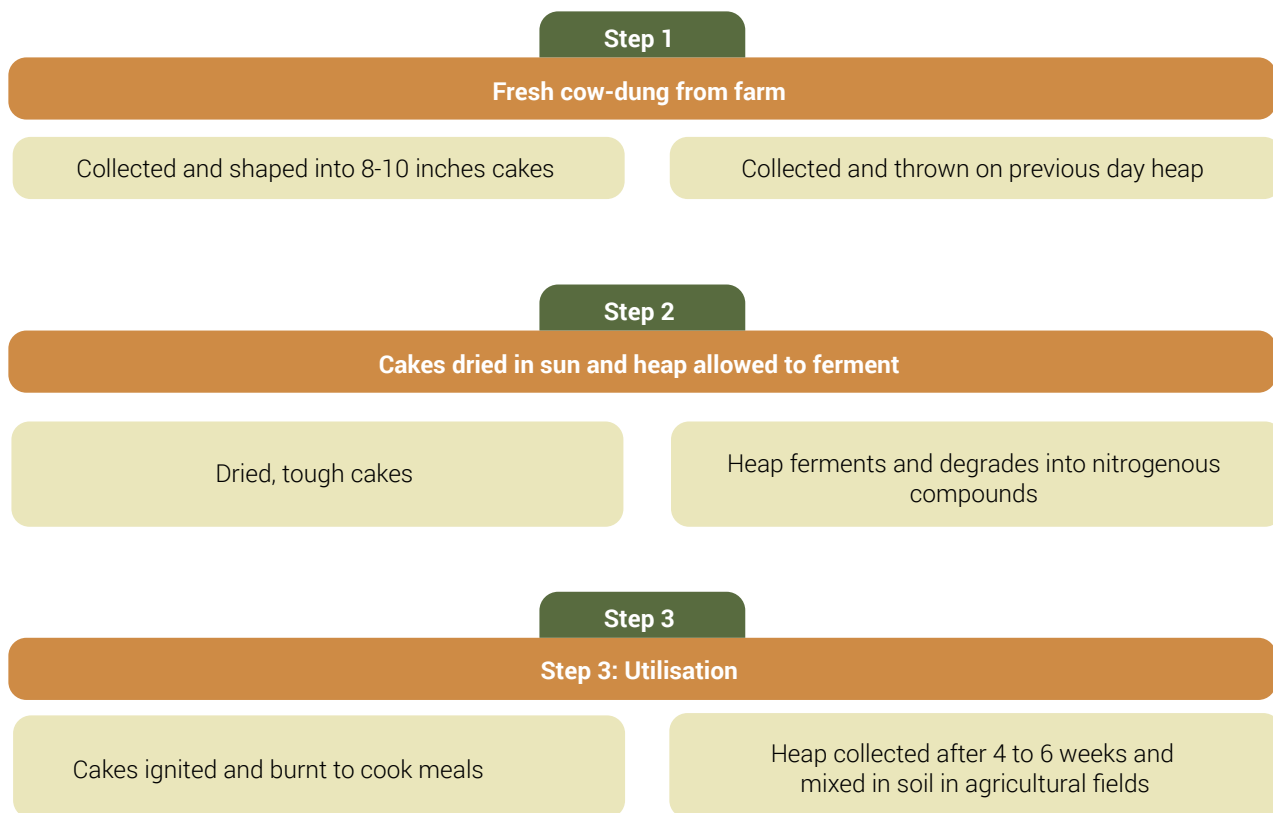 Step 1
Fresh cow-dung from farm
Collected and shaped into 8-10 inches cakes
Collected and thrown on previous day heap
Step 2
Cakes dried in sun and heap allowed to ferment
Dried, tough cakes
Heap ferments and degrades into nitrogenous
compounds
Step 3
Step 3: Utilisation
Cakes ignited and burnt to cook meals
Heap collected after 4 to 6 weeks and
mixed in soil in agricultural fields